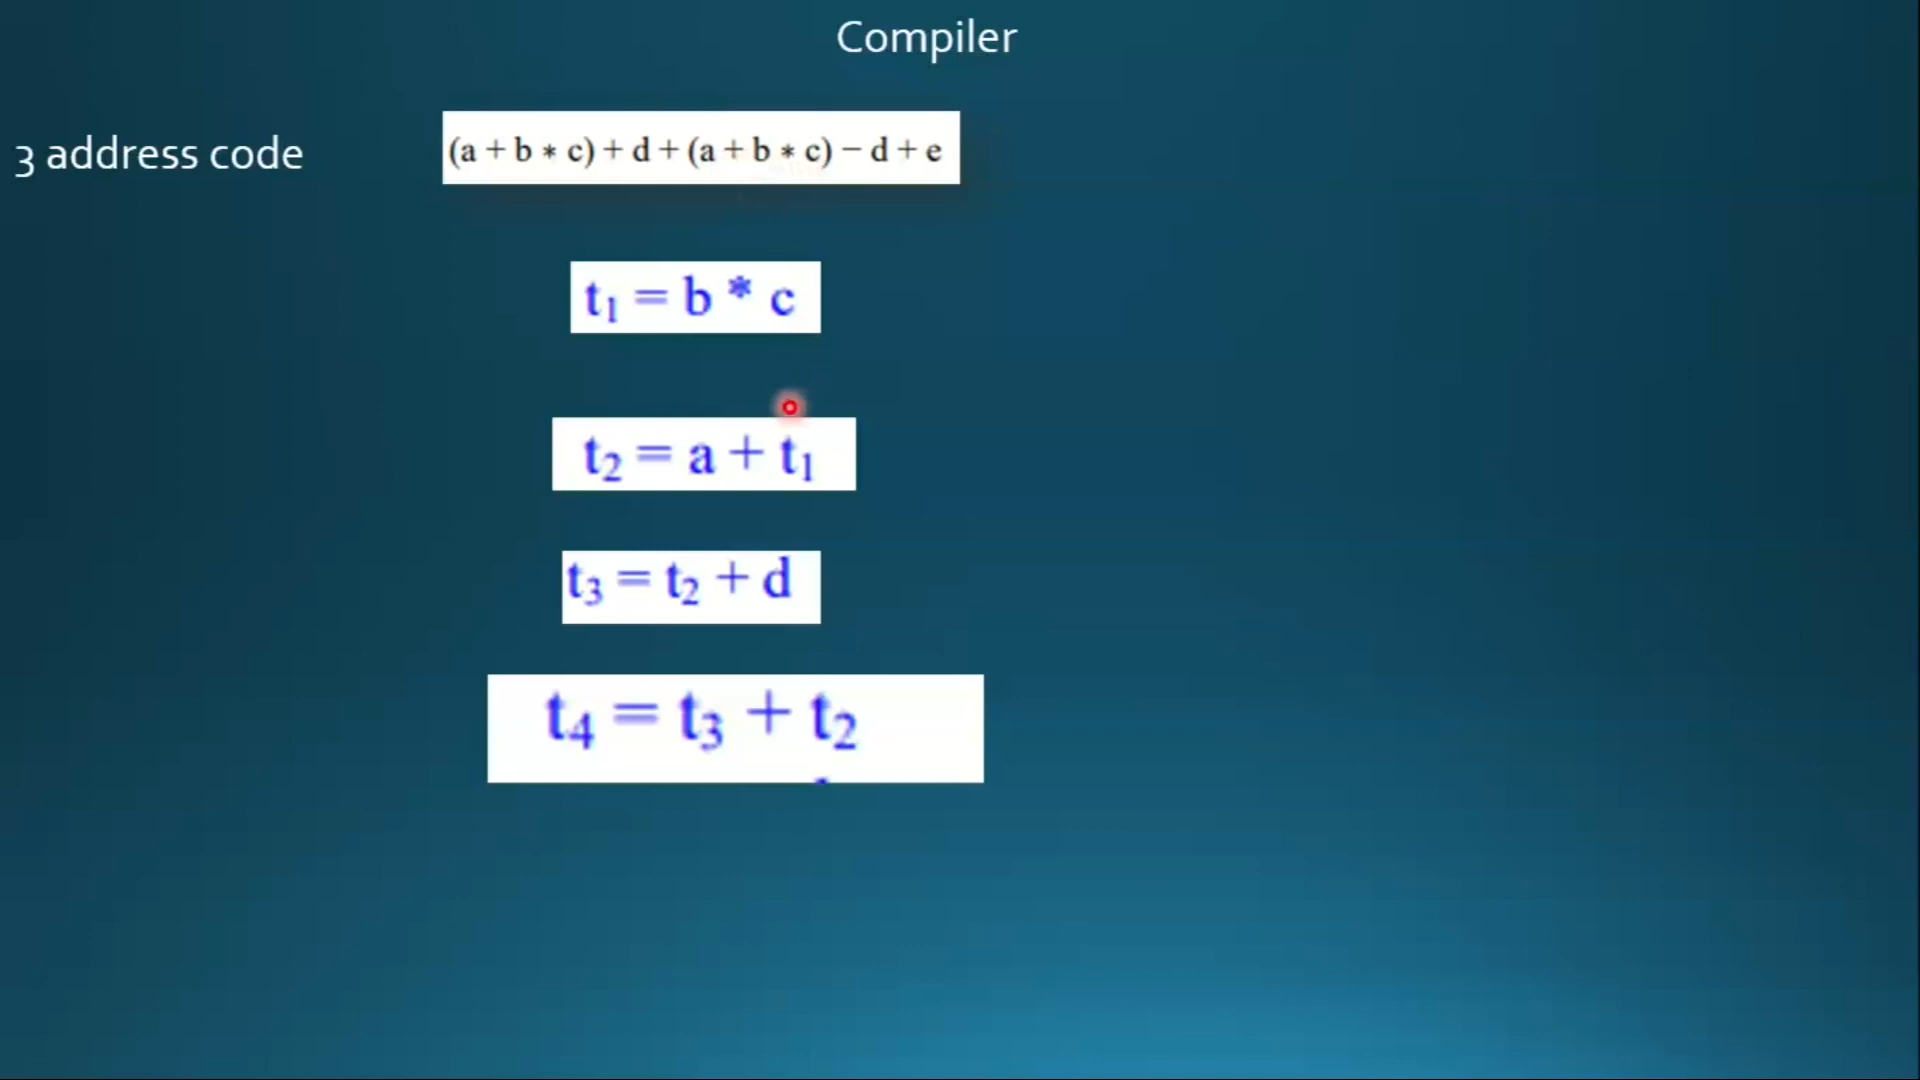 Compiler
3 address code
(a + b * c) + d + (a + b * c) − d + e
t₁ = b * c
t₂ = a + t₁
t₃ = t₂ + d
t₄ = t₃ + t₂